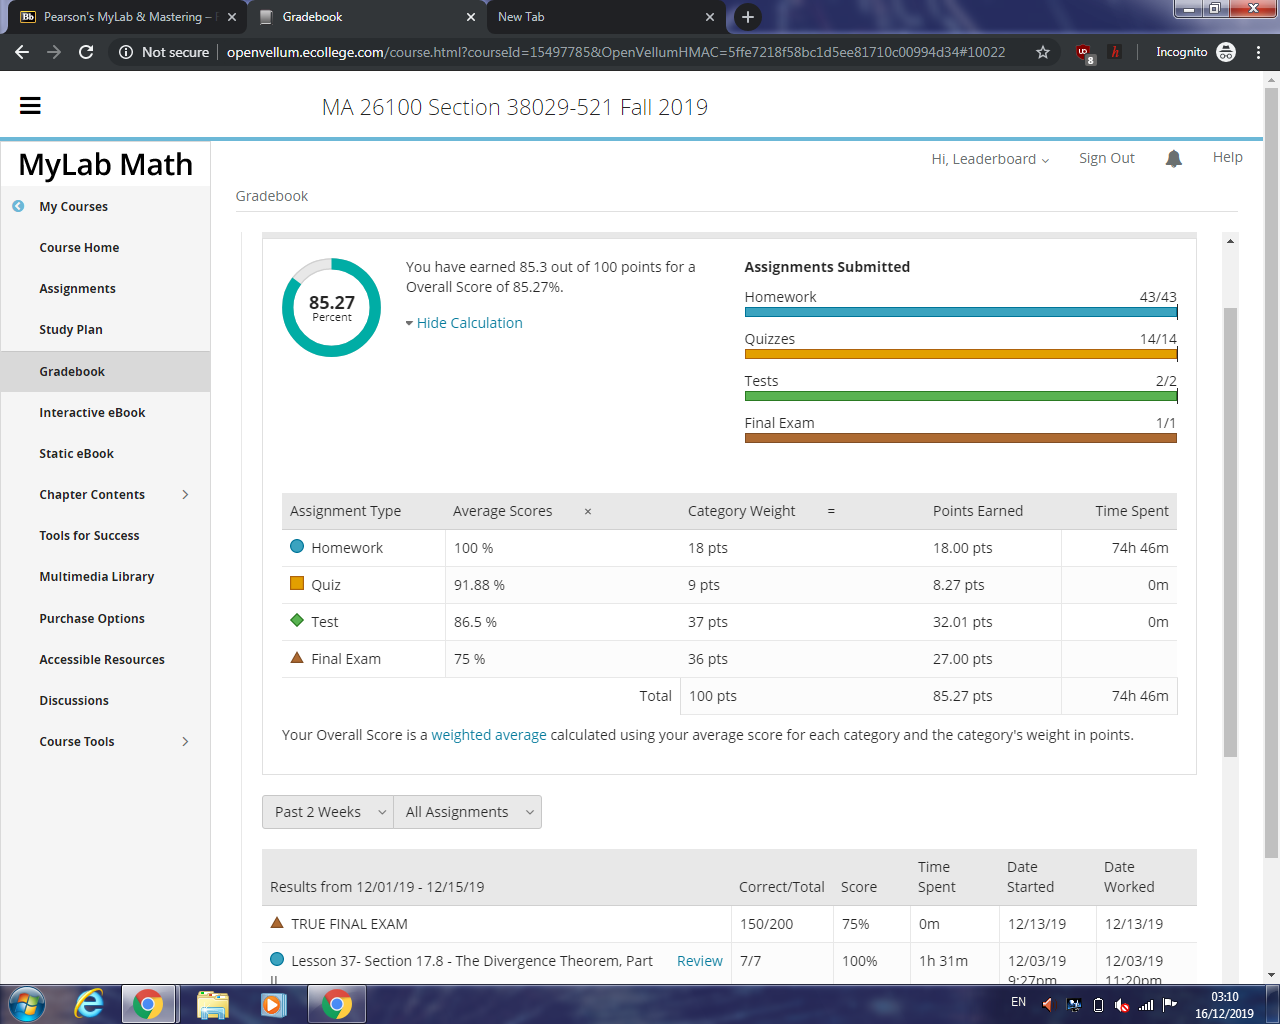 Pearson's MyLab & Mastering –
Gradebook
New Tab
Not secure
openvellum.ecollege.com/course.html?courseId=15497785&OpenVellumHMAC=5ffe7218f58bc1d5ee81710c00994d34#10022
8
Incognito
MA 26100 Section 38029-521 Fall 2019
MyLab Math
Hi, Leaderboard
Sign Out
Help
My Courses
Course Home
Assignments
Study Plan
Gradebook
Interactive eBook
Static eBook
Chapter Contents
Tools for Success
Multimedia Library
Purchase Options
Accessible Resources
Discussions
Course Tools
Gradebook
85.27
Percent
You have earned 85.3 out of 100 points for a
Overall Score of 85.27%.
Hide Calculation
Assignments Submitted
Homework 43/43
Quizzes 14/14
Tests 2/2
Final Exam 1/1
Assignment Type Average Scores × Category Weight = Points Earned Time Spent
Homework 100 % 18 pts 18.00 pts 74h 46m
Quiz 91.88 % 9 pts 8.27 pts 0m
Test 86.5 % 37 pts 32.01 pts 0m
Final Exam 75 % 36 pts 27.00 pts
Total 100 pts 85.27 pts 74h 46m
Your Overall Score is a weighted average calculated using your average score for each category and the category's weight in points.
Past 2 Weeks
All Assignments
Results from 12/01/19 - 12/15/19 Correct/Total Score Time Spent Date Started Date Worked
TRUE FINAL EXAM 150/200 75% 0m 12/13/19 12/13/19
Lesson 37- Section 17.8 - The Divergence Theorem, Part Review 7/7 100% 1h 31m 12/03/19 12/03/19
II 9:27pm 11:20pm
EN
03:10
16/12/2019